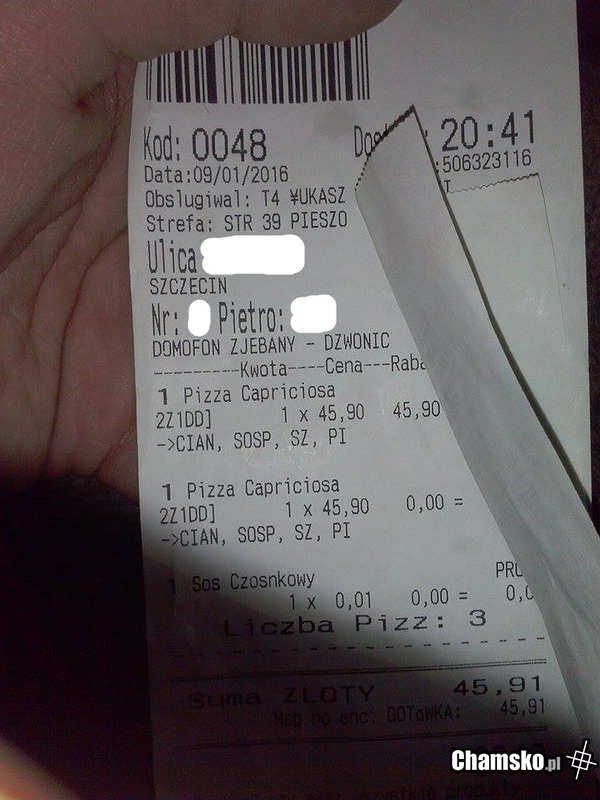 Kod: 0048 20:41
Data:09/01/2016 :506323116
Obslugiwal: T4 ¥UKASZ
Strefa: STR 39 PIESZO
Ulica
SZCZECIN
Nr: Pietro:
DOMOFON ZJEBANY - DZWONIC
---------Kwota----Cena---Raba
1 Pizza Capriciosa
2Z1DD] 1 x 45,90 45,90
->CIAN, SOSP, SZ, PI
1 Pizza Capriciosa
2Z1DD] 1 x 45,90 0,00 =
->CIAN, SOSP, SZ, PI
1 Sos Czosnkowy
1 x 0,01 0,00 =
Liczba Pizz: 3
Suma ZLOTY 45,91
GOTaWKA: 45,91
Chamsko.pl